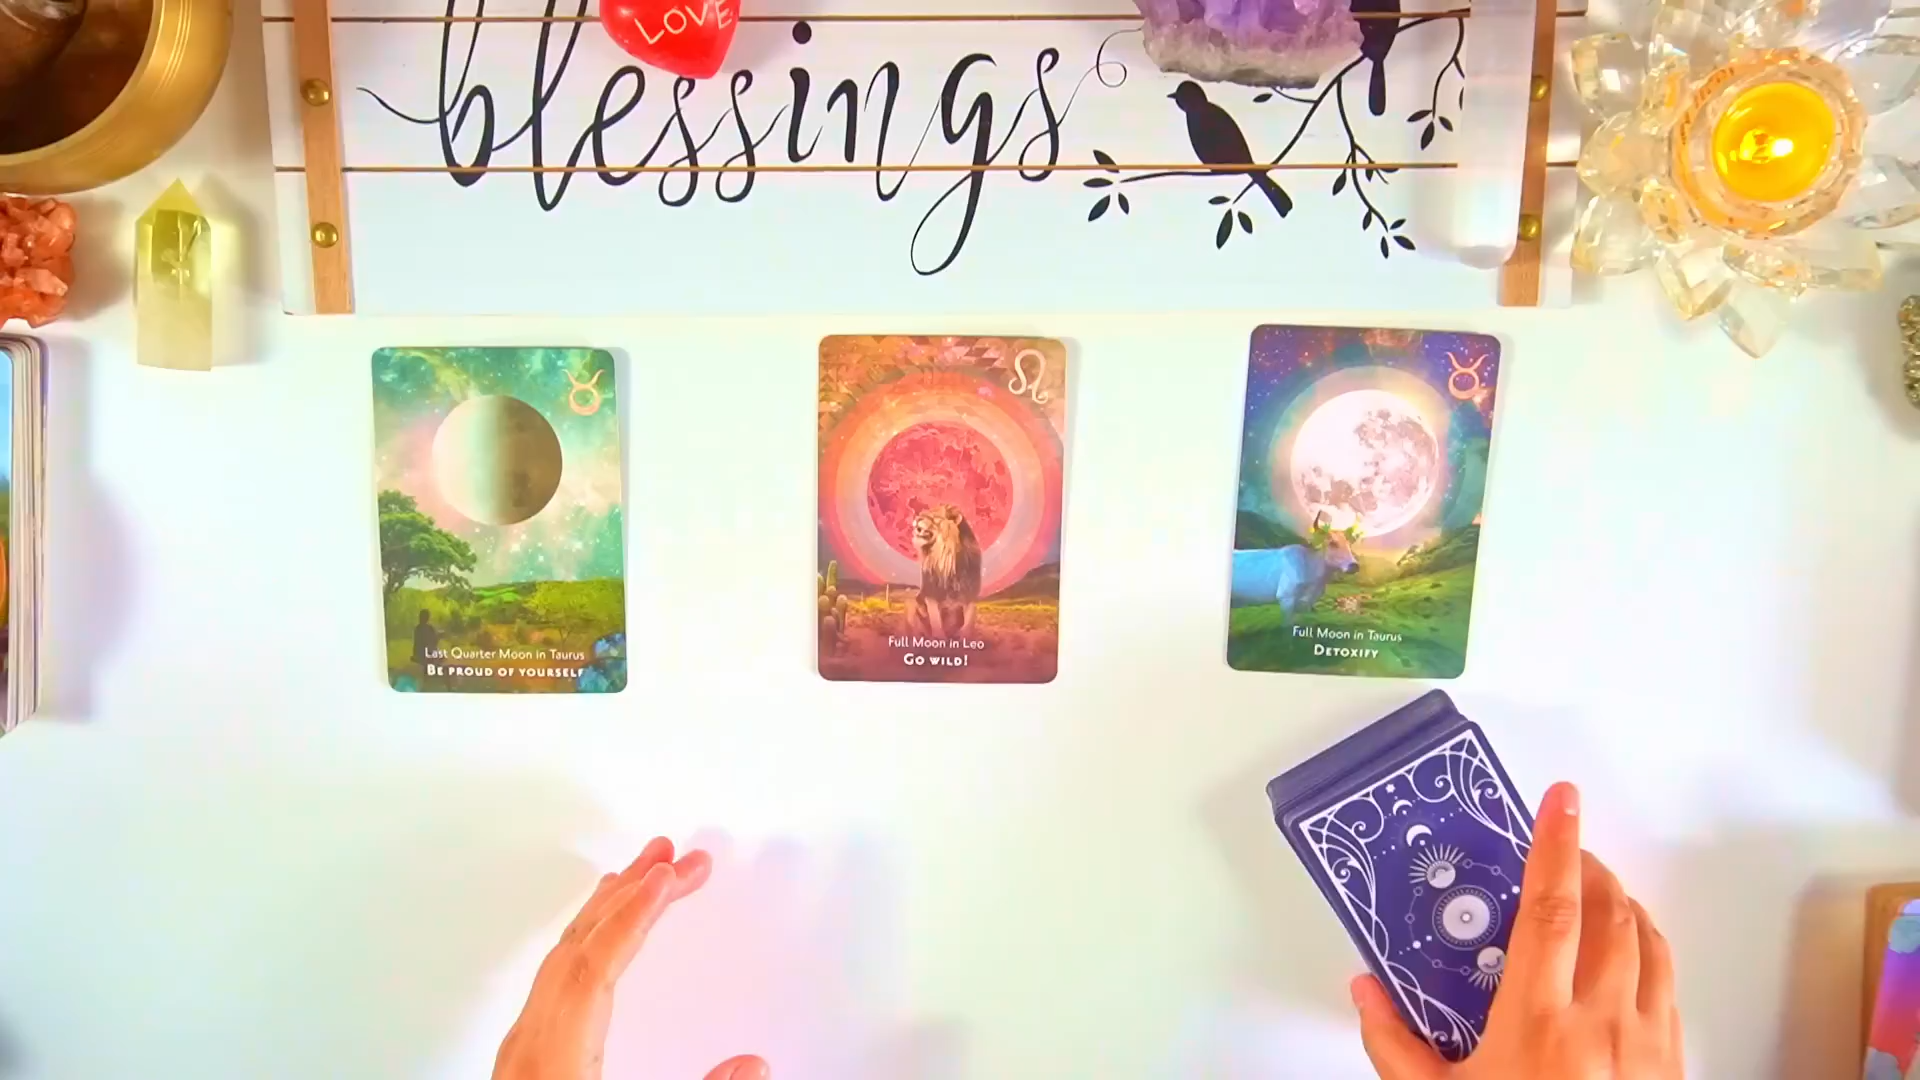 LOVE
blessings
Last Quarter Moon in Taurus
BE PROUD OF YOURSELF
Full Moon in Leo
GO WILD!
Full Moon in Taurus
DETOXIFY